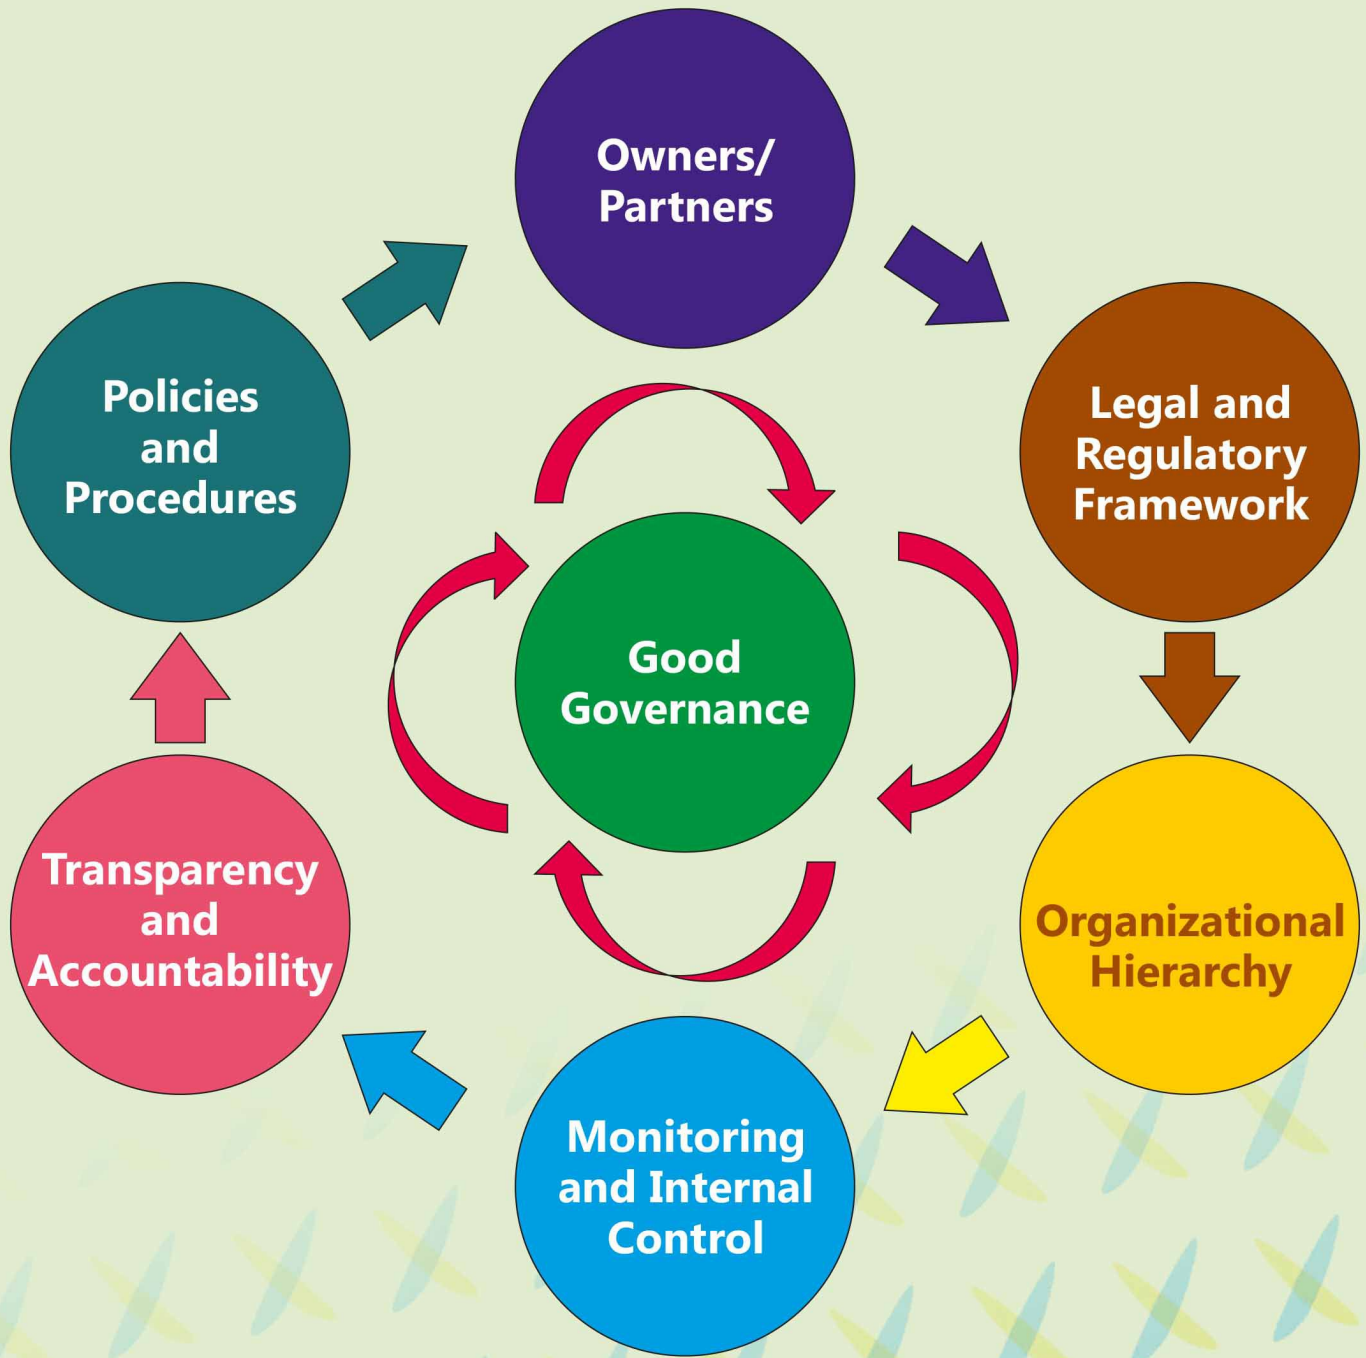 Owners/
Partners
Legal and
Regulatory
Framework
Organizational
Hierarchy
Monitoring
and Internal
Control
Transparency
and
Accountability
Policies
and
Procedures
Good
Governance